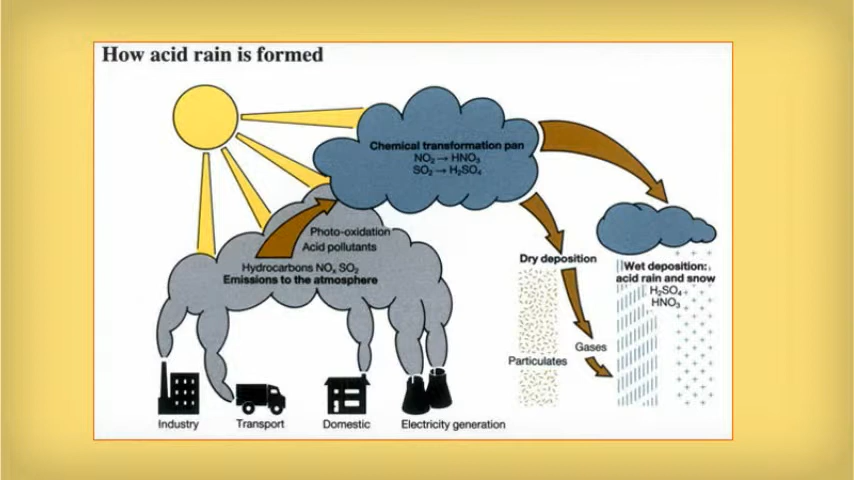 How acid rain is formed
Chemical transformation pan
NO₂ → HNO₃
SO₂ → H₂SO₄
Photo-oxidation
Acid pollutants
Hydrocarbons NOₓ SO₂
Emissions to the atmosphere
Dry deposition
Wet deposition:
acid rain and snow
H₂SO₄
HNO₃
Gases
Particulates
Industry
Transport
Domestic
Electricity generation